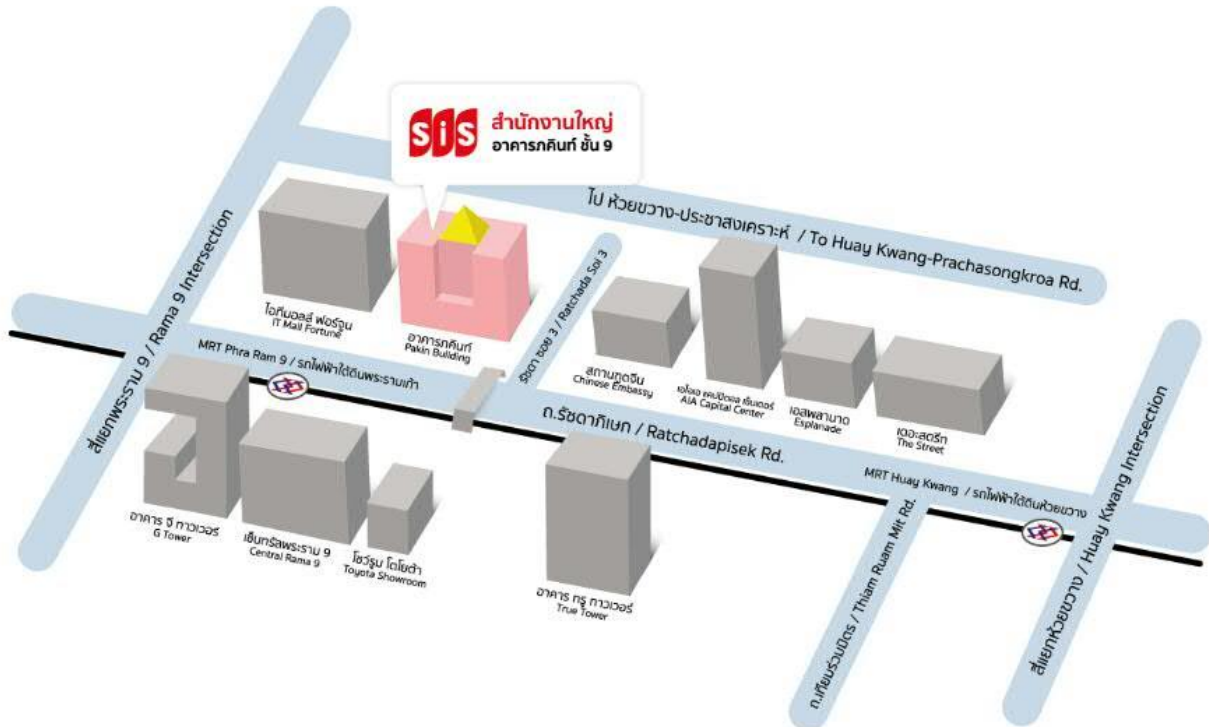 SiS
สำนักงานใหญ่
อาคารภคินท์ ชั้น 9
ไป ห้วยขวาง-ประชาสงเคราะห์ / To Huay Kwang-Prachasongkroa Rd.
สี่แยกพระราม 9 / Rama 9 Intersection
ไอทีมอลล์ ฟอร์จูน
IT Mall Fortune
อาคารภคินท์
Pakin Building
รัชดา ซอย 3 / Ratchada Soi 3
สถานทูตจีน
Chinese Embassy
เอไอเอ แคปปิตอล เซ็นเตอร์
AIA Capital Center
เอสพลานาด
Esplanade
เดอะสตรีท
The Street
MRT Phra Ram 9 / รถไฟฟ้าใต้ดินพระรามเก้า
ถ.รัชดาภิเษก / Ratchadapisek Rd.
MRT Huay Kwang / รถไฟฟ้าใต้ดินห้วยขวาง
สี่แยกห้วยขวาง / Huay Kwang Intersection
ถ.เทียมร่วมมิตร / Thiam Ruam Mit Rd.
อาคาร จี ทาวเวอร์
G Tower
เซ็นทรัลพระราม 9
Central Rama 9
โชว์รูม โตโยต้า
Toyota Showroom
อาคาร ทรู ทาวเวอร์
True Tower